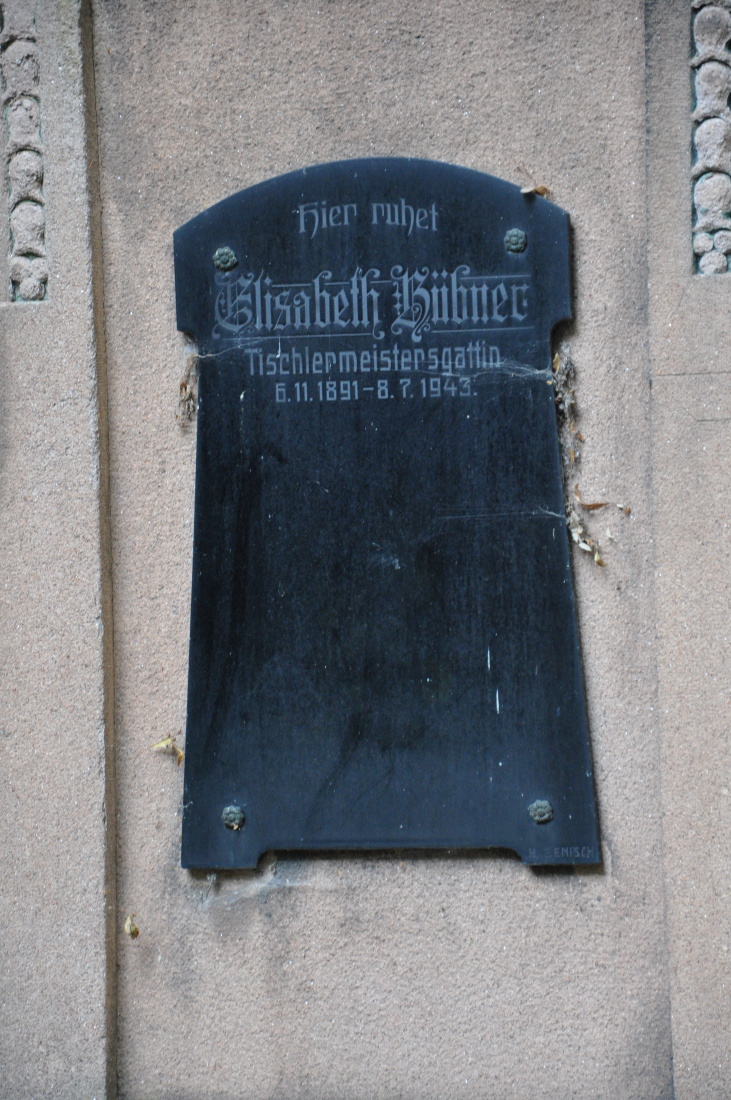 Hier ruhet
Elisabeth Hübner
Tischlermeistersgattin
6.11.1891-8.7.1943.